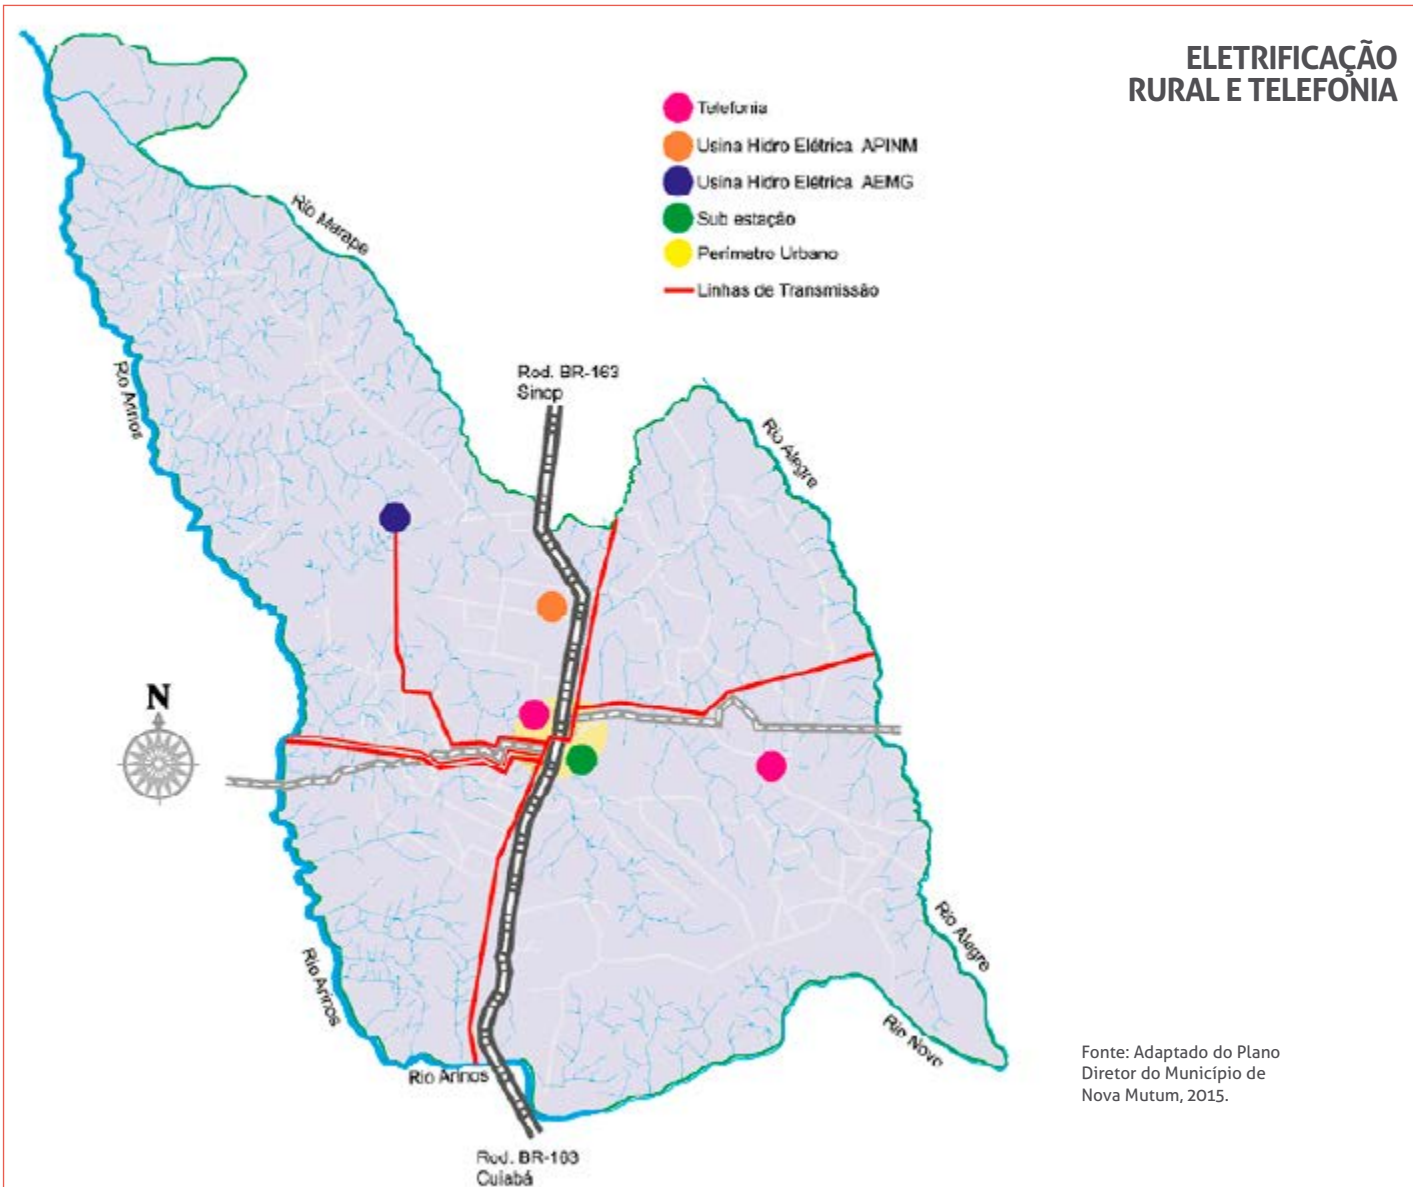 ELETRIFICAÇÃO
RURAL E TELEFONIA
Telefonia
Usina Hidro Elétrica APINM
Usina Hidro Elétrica AEMG
Sub estação
Perímetro Urbano
Linhas de Transmissão
Rio Marape
Rio Arinos
Rod. BR-163
Sinop
Rio Alegre
N
Rio Alegre
Rio Arinos
Rio Novo
Rio Arinos
Rod. BR-163
Cuiabá
Fonte: Adaptado do Plano
Diretor do Município de
Nova Mutum, 2015.